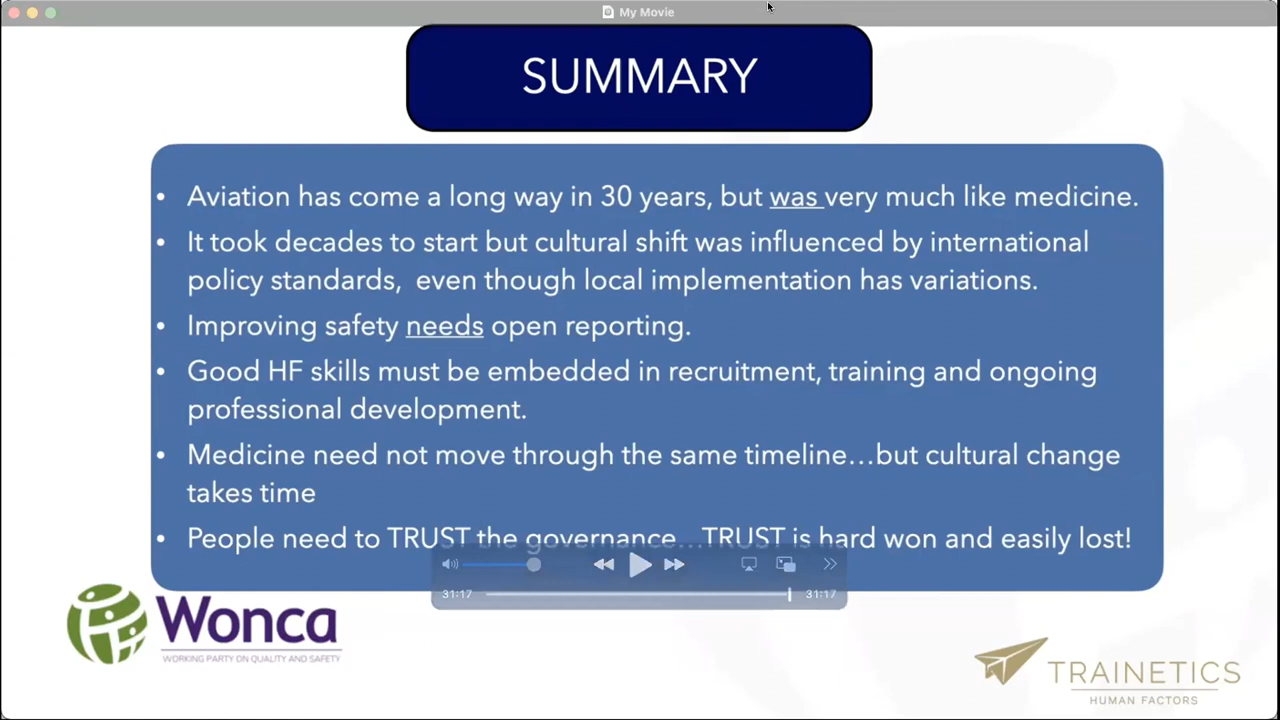 My Movie
SUMMARY
• Aviation has come a long way in 30 years, but was very much like medicine.
• It took decades to start but cultural shift was influenced by international
policy standards, even though local implementation has variations.
• Improving safety needs open reporting.
• Good HF skills must be embedded in recruitment, training and ongoing
professional development.
• Medicine need not move through the same timeline...but cultural change
takes time
• People need to TRUST the governance...TRUST is hard won and easily lost!
31:17 31:17
Wonca
WORKING PARTY ON QUALITY AND SAFETY
TRAINETICS
HUMAN FACTORS